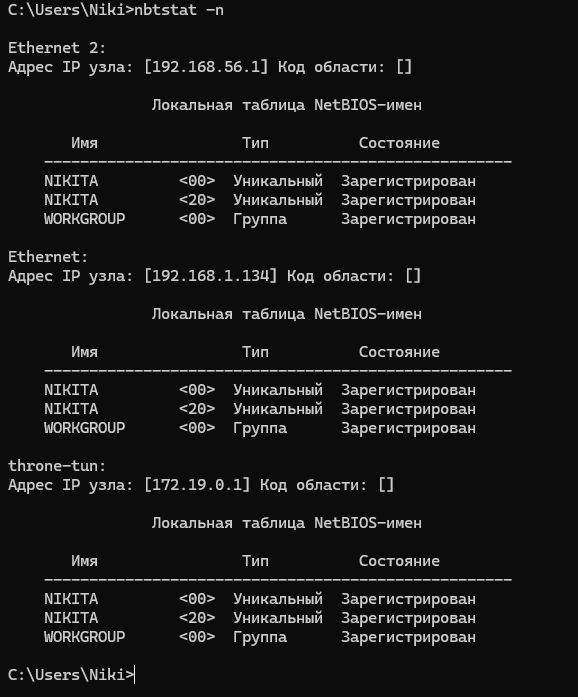 C:\Users\Niki>nbtstat -n
Ethernet 2:
Адрес IP узла: [192.168.56.1] Код области: []
Локальная таблица NetBIOS-имен
Имя Тип Состояние
----------------------------------------------------
NIKITA <00> Уникальный Зарегистрирован
NIKITA <20> Уникальный Зарегистрирован
WORKGROUP <00> Группа Зарегистрирован
Ethernet:
Адрес IP узла: [192.168.1.134] Код области: []
Локальная таблица NetBIOS-имен
Имя Тип Состояние
----------------------------------------------------
NIKITA <00> Уникальный Зарегистрирован
NIKITA <20> Уникальный Зарегистрирован
WORKGROUP <00> Группа Зарегистрирован
throne-tun:
Адрес IP узла: [172.19.0.1] Код области: []
Локальная таблица NetBIOS-имен
Имя Тип Состояние
----------------------------------------------------
NIKITA <00> Уникальный Зарегистрирован
NIKITA <20> Уникальный Зарегистрирован
WORKGROUP <00> Группа Зарегистрирован
C:\Users\Niki>